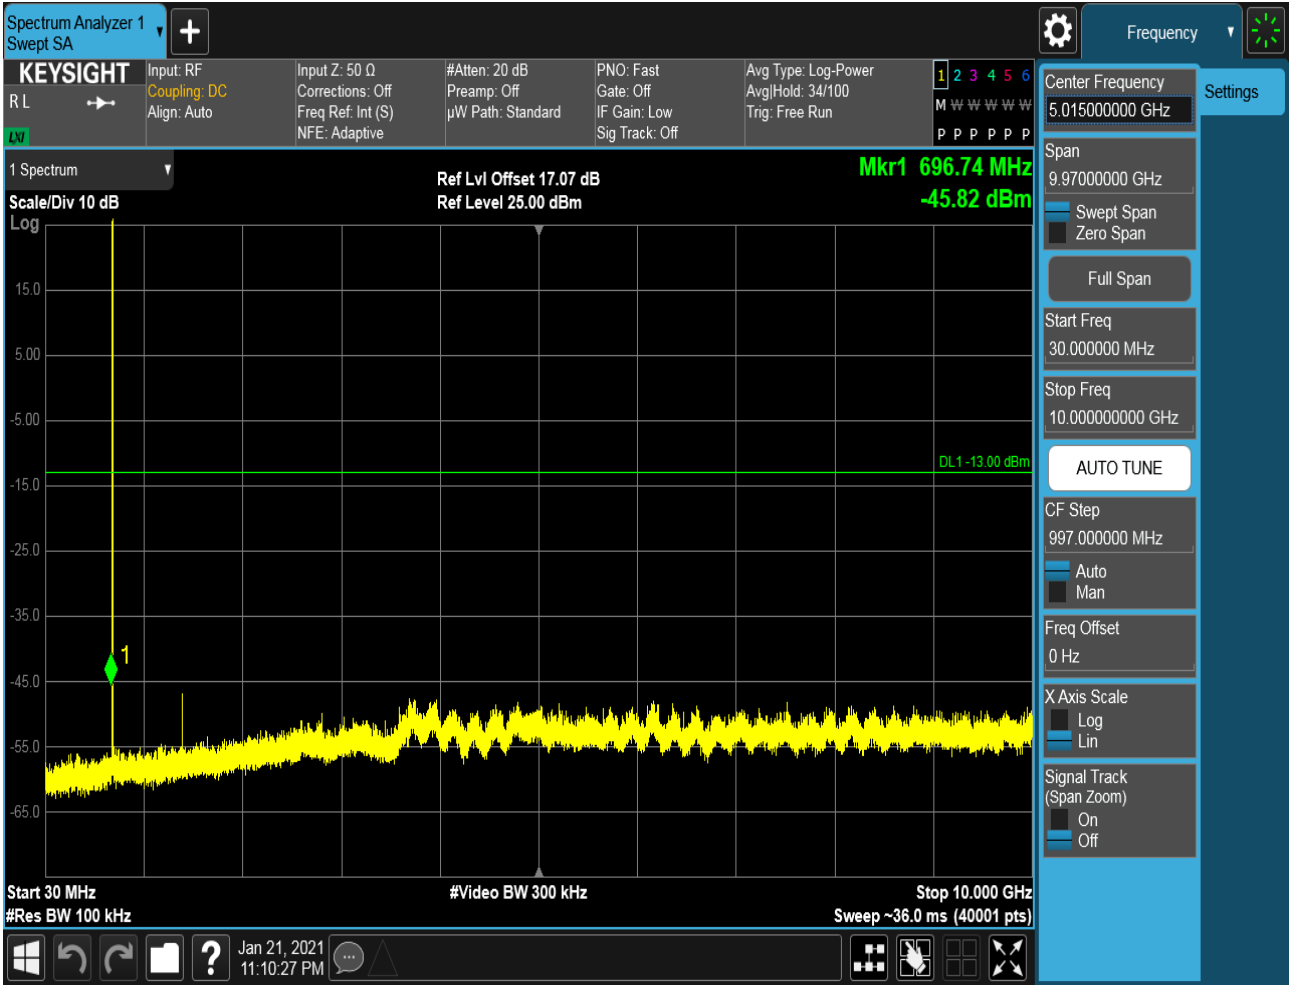 Spectrum Analyzer 1
Swept SA
Frequency
KEYSIGHT
R L
LXI
Input: RF
Coupling: DC
Align: Auto
Input Z: 50 Ω
Corrections: Off
Freq Ref: Int (S)
NFE: Adaptive
#Atten: 20 dB
Preamp: Off
µW Path: Standard
PNO: Fast
Gate: Off
IF Gain: Low
Sig Track: Off
Avg Type: Log-Power
Avg|Hold: 34/100
Trig: Free Run
1 2 3 4 5 6
M W W W W W
P P P P P P
1 Spectrum
Scale/Div 10 dB
Log
Ref Lvl Offset 17.07 dB
Ref Level 25.00 dBm
Mkr1 696.74 MHz
-45.82 dBm
15.0
5.00
-5.00
DL1 -13.00 dBm
-15.0
-25.0
-35.0
1
-45.0
-55.0
-65.0
Start 30 MHz
#Video BW 300 kHz
Stop 10.000 GHz
#Res BW 100 kHz
Sweep ~36.0 ms (40001 pts)
?
Jan 21, 2021
11:10:27 PM
Center Frequency
5.015000000 GHz
Settings
Span
9.97000000 GHz
Swept Span
Zero Span
Full Span
Start Freq
30.000000 MHz
Stop Freq
10.000000000 GHz
AUTO TUNE
CF Step
997.000000 MHz
Auto
Man
Freq Offset
0 Hz
X Axis Scale
Log
Lin
Signal Track
(Span Zoom)
On
Off